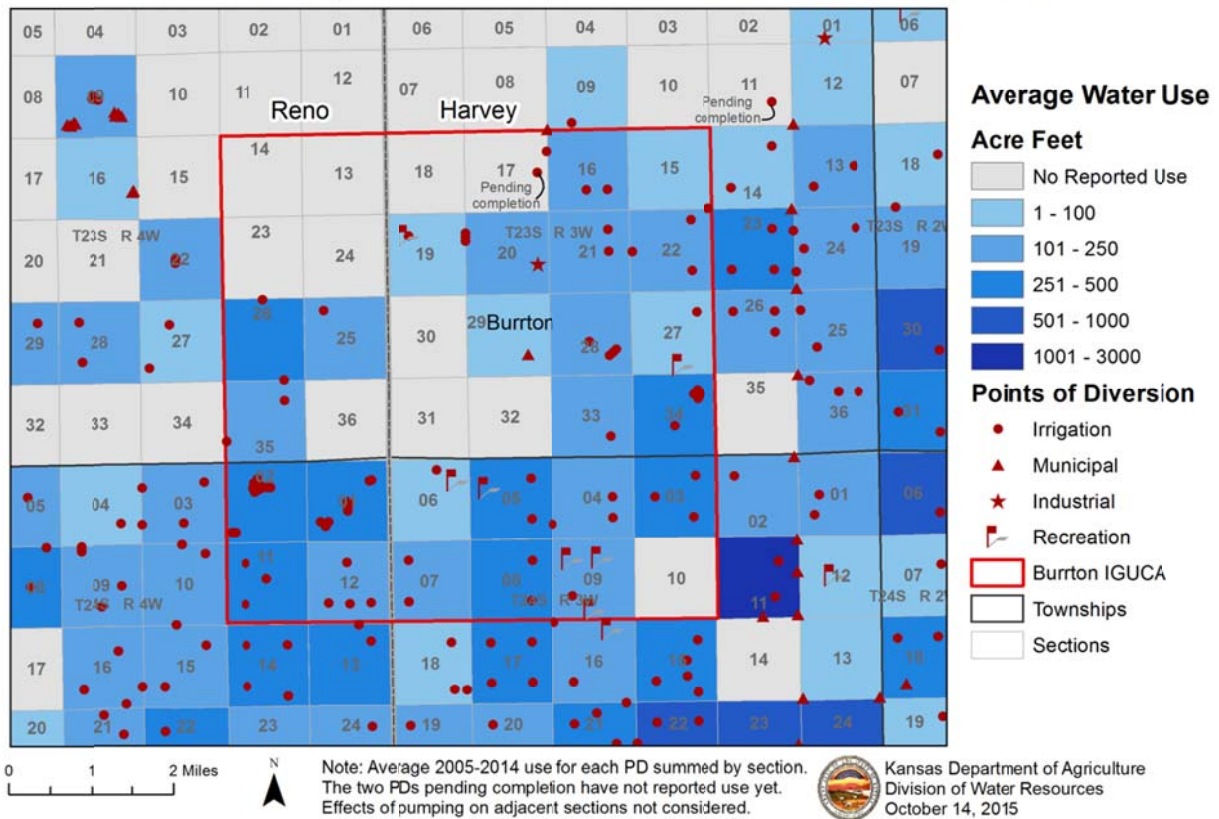 05 04 03 02 01 06 05 04 03 02 01 06
08 09 10 11 12 07 08 09 10 11 12 07
Reno Harvey
Pending completion
17 16 15 14 13 18 17 16 15 14 13 18
Pending completion
T23S R 4W T23S R 3W T23S R 2W
20 21 22 23 24 19 20 21 22 23 24 19
29 28 27 26 25 30 29 28 27 26 25 30
Burrton
32 33 34 35 36 31 32 33 34 35 36 31
05 04 03 02 01 06 05 04 03 02 01 06
08 09 10 11 12 07 08 09 10 11 12 07
T24S R 4W T24S R 3W T24S R 2W
17 16 15 14 13 18 17 16 15 14 13 18
20 21 22 23 24 19 20 21 22 23 24 19
Average Water Use
Acre Feet
No Reported Use
1 - 100
101 - 250
251 - 500
501 - 1000
1001 - 3000
Points of Diversion
Irrigation
Municipal
Industrial
Recreation
Burrton IGUCA
Townships
Sections
0 1 2 Miles
N
Note: Average 2005-2014 use for each PD summed by section.
The two PDs pending completion have not reported use yet.
Effects of pumping on adjacent sections not considered.
Kansas Department of Agriculture
Division of Water Resources
October 14, 2015